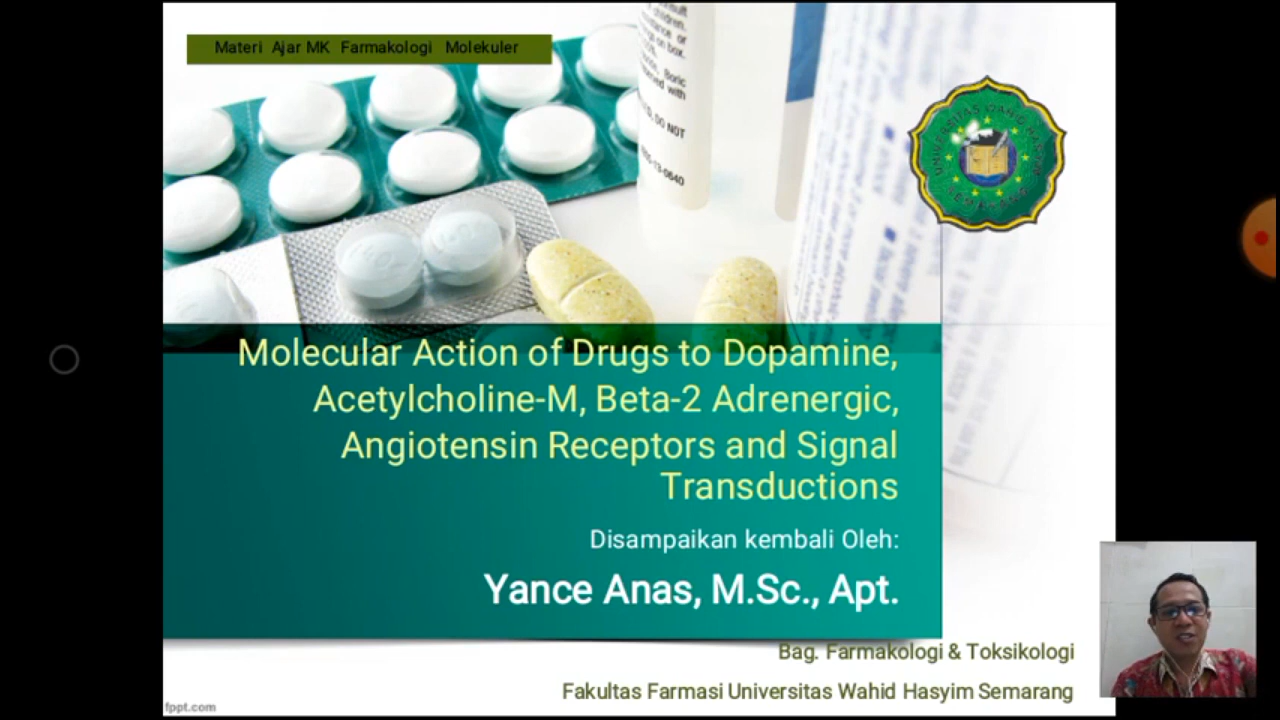 Materi Ajar MK Farmakologi Molekuler
DO NOT
Molecular Action of Drugs to Dopamine,
Acetylcholine-M, Beta-2 Adrenergic,
Angiotensin Receptors and Signal
Transductions
Disampaikan kembali Oleh:
Yance Anas, M.Sc., Apt.
Bag. Farmakologi & Toksikologi
Fakultas Farmasi Universitas Wahid Hasyim Semarang
fppt.com